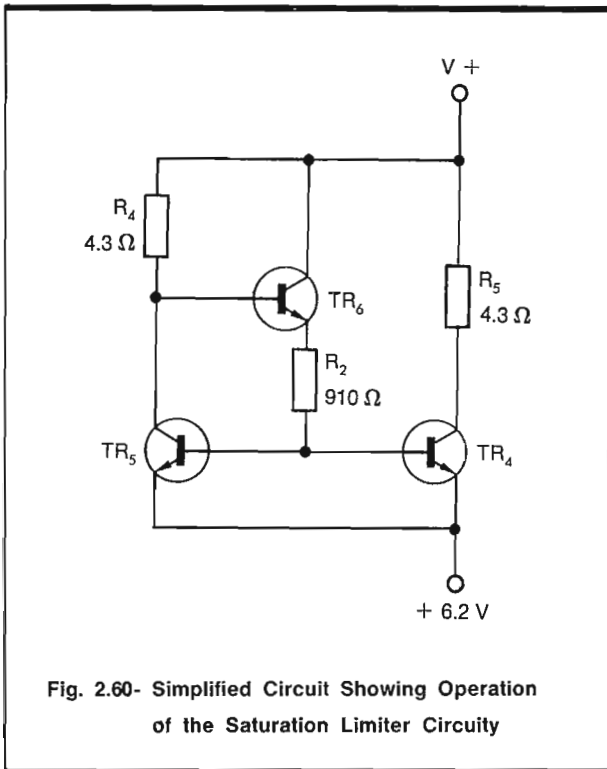 V +
R4
4.3 Ω
TR6
R5
4.3 Ω
R2
910 Ω
TR5
TR4
+ 6.2 V
Fig. 2.60- Simplified Circuit Showing Operation
of the Saturation Limiter Circuity